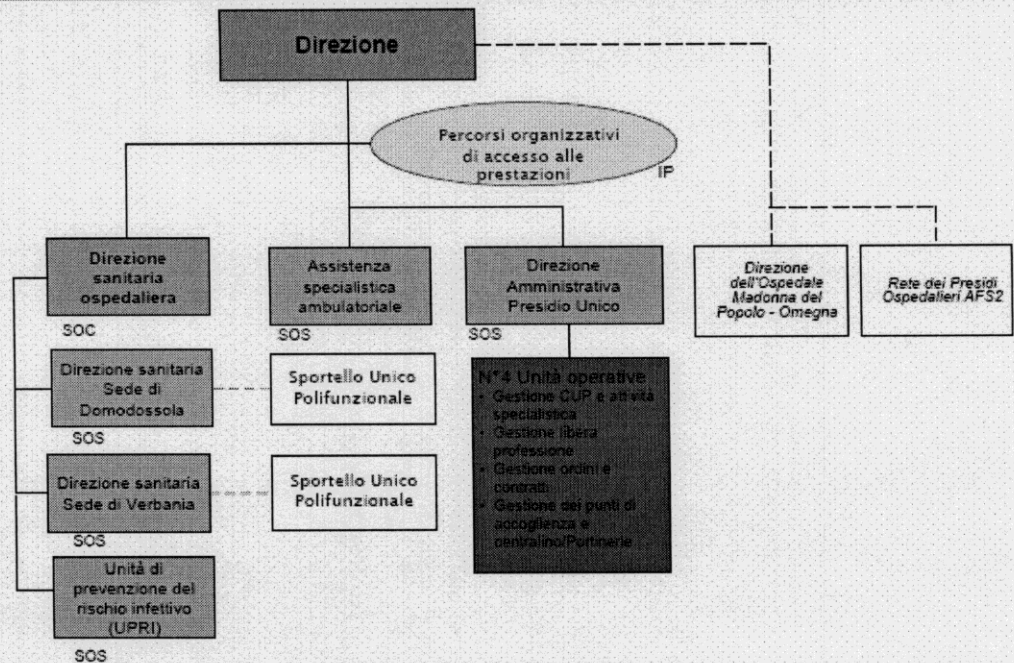 Direzione
Percorsi organizzativi
di accesso alle
prestazioni
IP
Direzione
sanitaria
ospedaliera
SOC
Assistenza
specialistica
ambulatoriale
SOS
Direzione
Amministrativa
Presidio Unico
SOS
Direzione
dell'Ospedale
Madonna del
Popolo - Omegna
Rete dei Presidi
Ospedalieri AFS2
Direzione sanitaria
Sede di
Domodossola
SOS
Sportello Unico
Polifunzionale
N°4 Unità operative
• Gestione CUP e attività
specialistica
• Gestione libera
professione
• Gestione ordini e
contratti
• Gestione dei punti di
accoglienza e
centralino/Portinerie
Direzione sanitaria
Sede di Verbania
SOS
Sportello Unico
Polifunzionale
Unità di
prevenzione del
rischio infettivo
(UPRI)
SOS